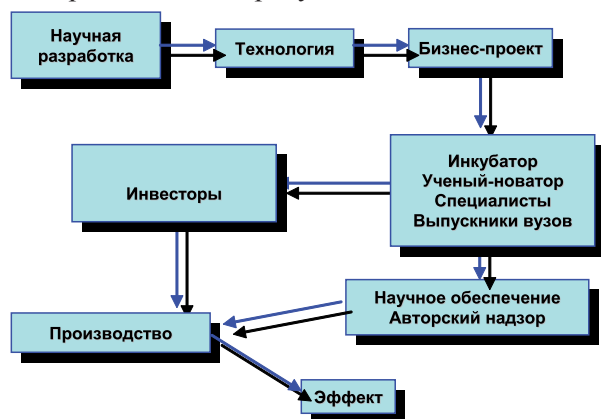 Научная
разработка
Технология
Бизнес-проект
Инкубатор
Ученый-новатор
Специалисты
Выпускники вузов
Инвесторы
Научное обеспечение
Авторский надзор
Производство
Эффект